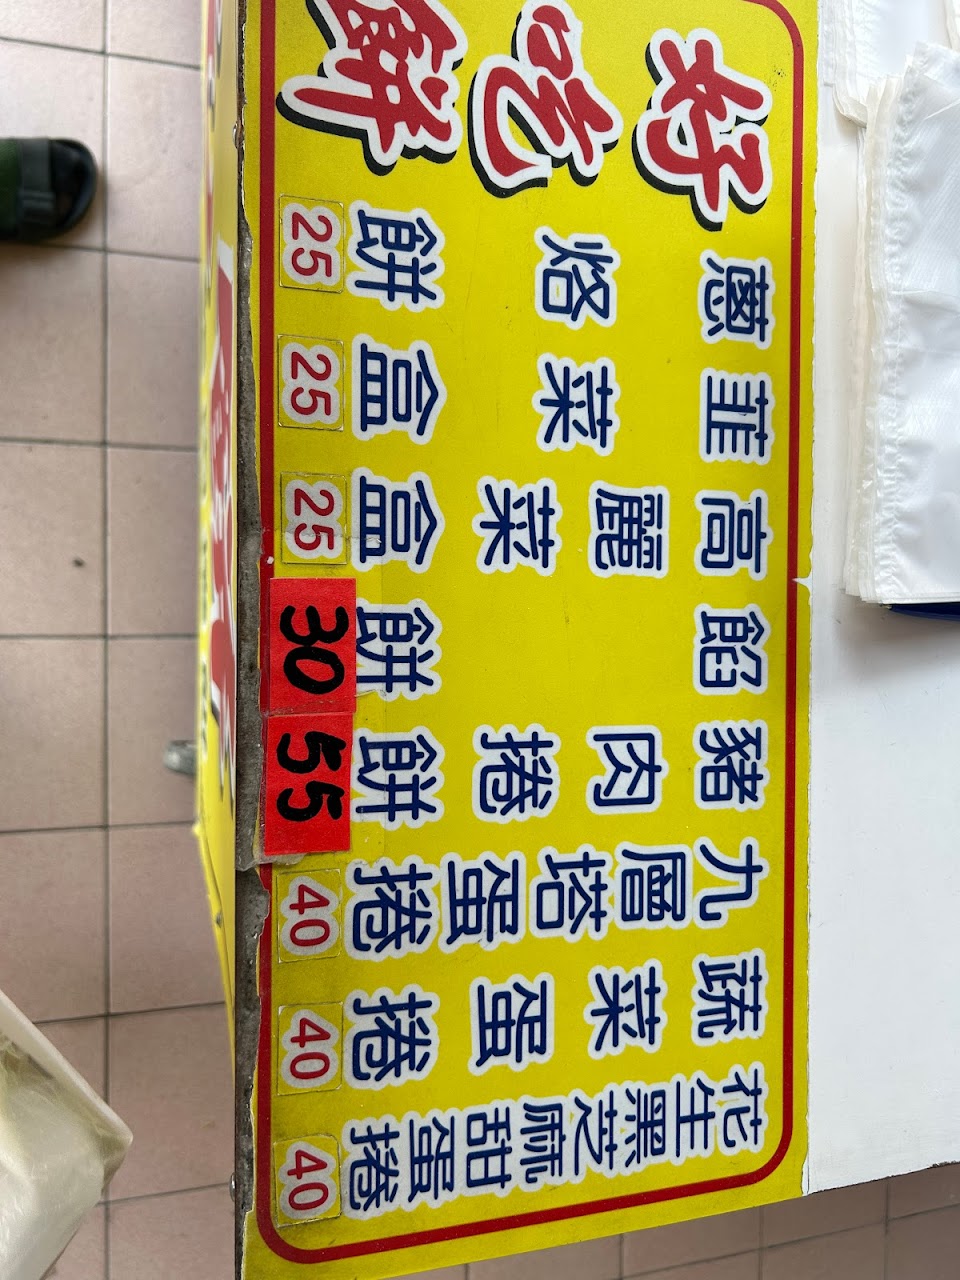 好吃餅
蔥烙餅 25
韮菜盒 25
高麗菜盒 25
餡餅 30
豬肉捲餅 55
九層塔蛋捲 40
蔬菜蛋捲 40
花生黑芝麻甜蛋捲 40